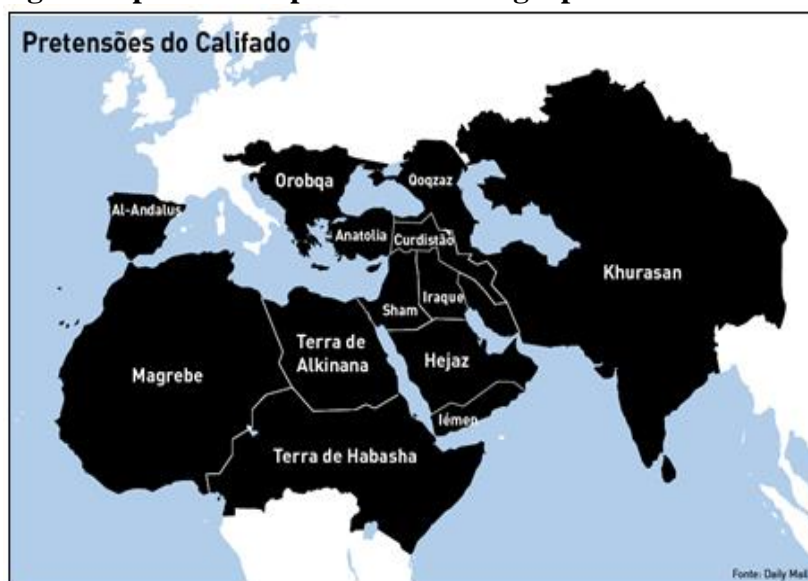 Pretensões do Califado
Orobqa
Qoqzaz
Al-Andalus
Anatolia
Curdistão
Khurasan
Sham
Iraque
Terra de
Alkinana
Hejaz
Magrebe
Iémen
Terra de Habasha
Fonte: Daily Mail